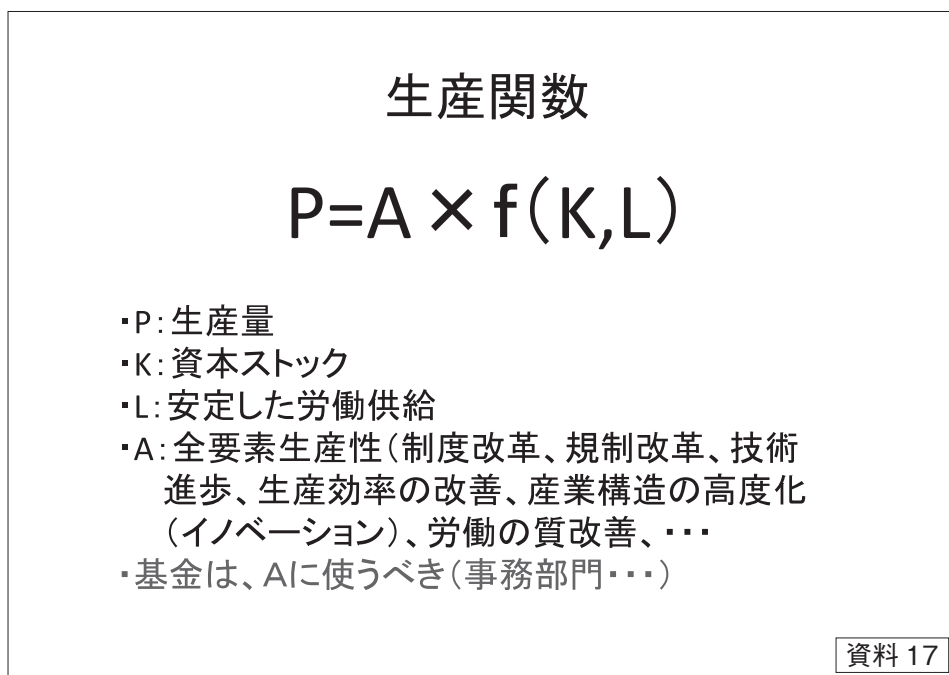 生産関数
P=A×f(K,L)
・P:生産量
・K:資本ストック
・L:安定した労働供給
・A:全要素生産性(制度改革、規制改革、技術
進歩、生産効率の改善、産業構造の高度化
(イノベーション)、労働の質改善、・・・
・基金は、Aに使うべき(事務部門・・・)
資料 17